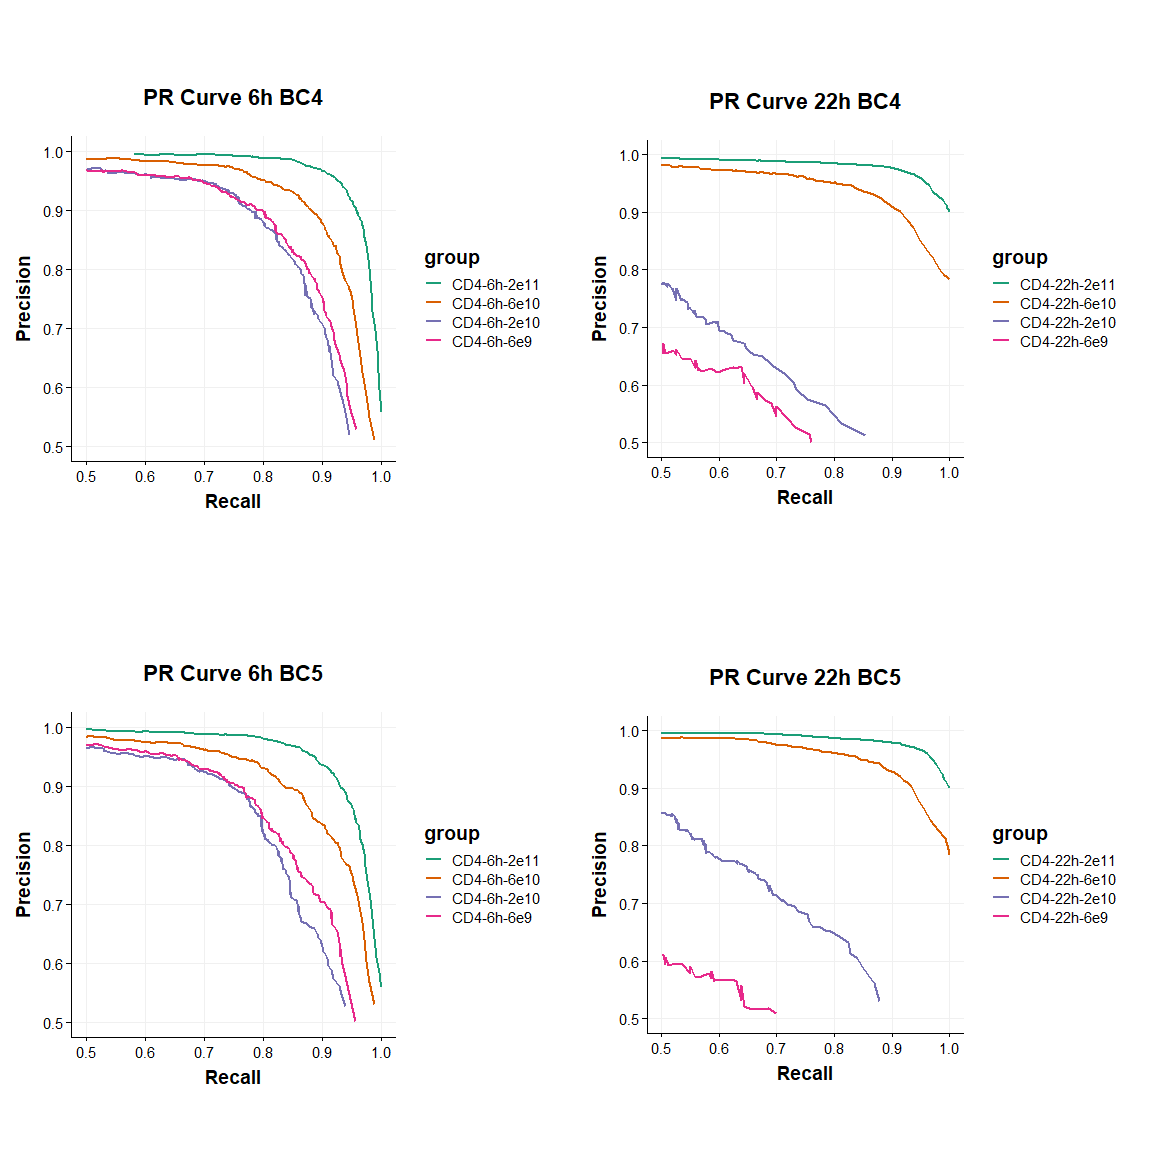 PR Curve 6h BC4
Precision
1.0
0.9
0.8
0.7
0.6
0.5
0.5 0.6 0.7 0.8 0.9 1.0
Recall
group
CD4-6h-2e11
CD4-6h-6e10
CD4-6h-2e10
CD4-6h-6e9
PR Curve 22h BC4
Precision
1.0
0.9
0.8
0.7
0.6
0.5
0.5 0.6 0.7 0.8 0.9 1.0
Recall
group
CD4-22h-2e11
CD4-22h-6e10
CD4-22h-2e10
CD4-22h-6e9
PR Curve 6h BC5
Precision
1.0
0.9
0.8
0.7
0.6
0.5
0.5 0.6 0.7 0.8 0.9 1.0
Recall
group
CD4-6h-2e11
CD4-6h-6e10
CD4-6h-2e10
CD4-6h-6e9
PR Curve 22h BC5
Precision
1.0
0.9
0.8
0.7
0.6
0.5
0.5 0.6 0.7 0.8 0.9 1.0
Recall
group
CD4-22h-2e11
CD4-22h-6e10
CD4-22h-2e10
CD4-22h-6e9